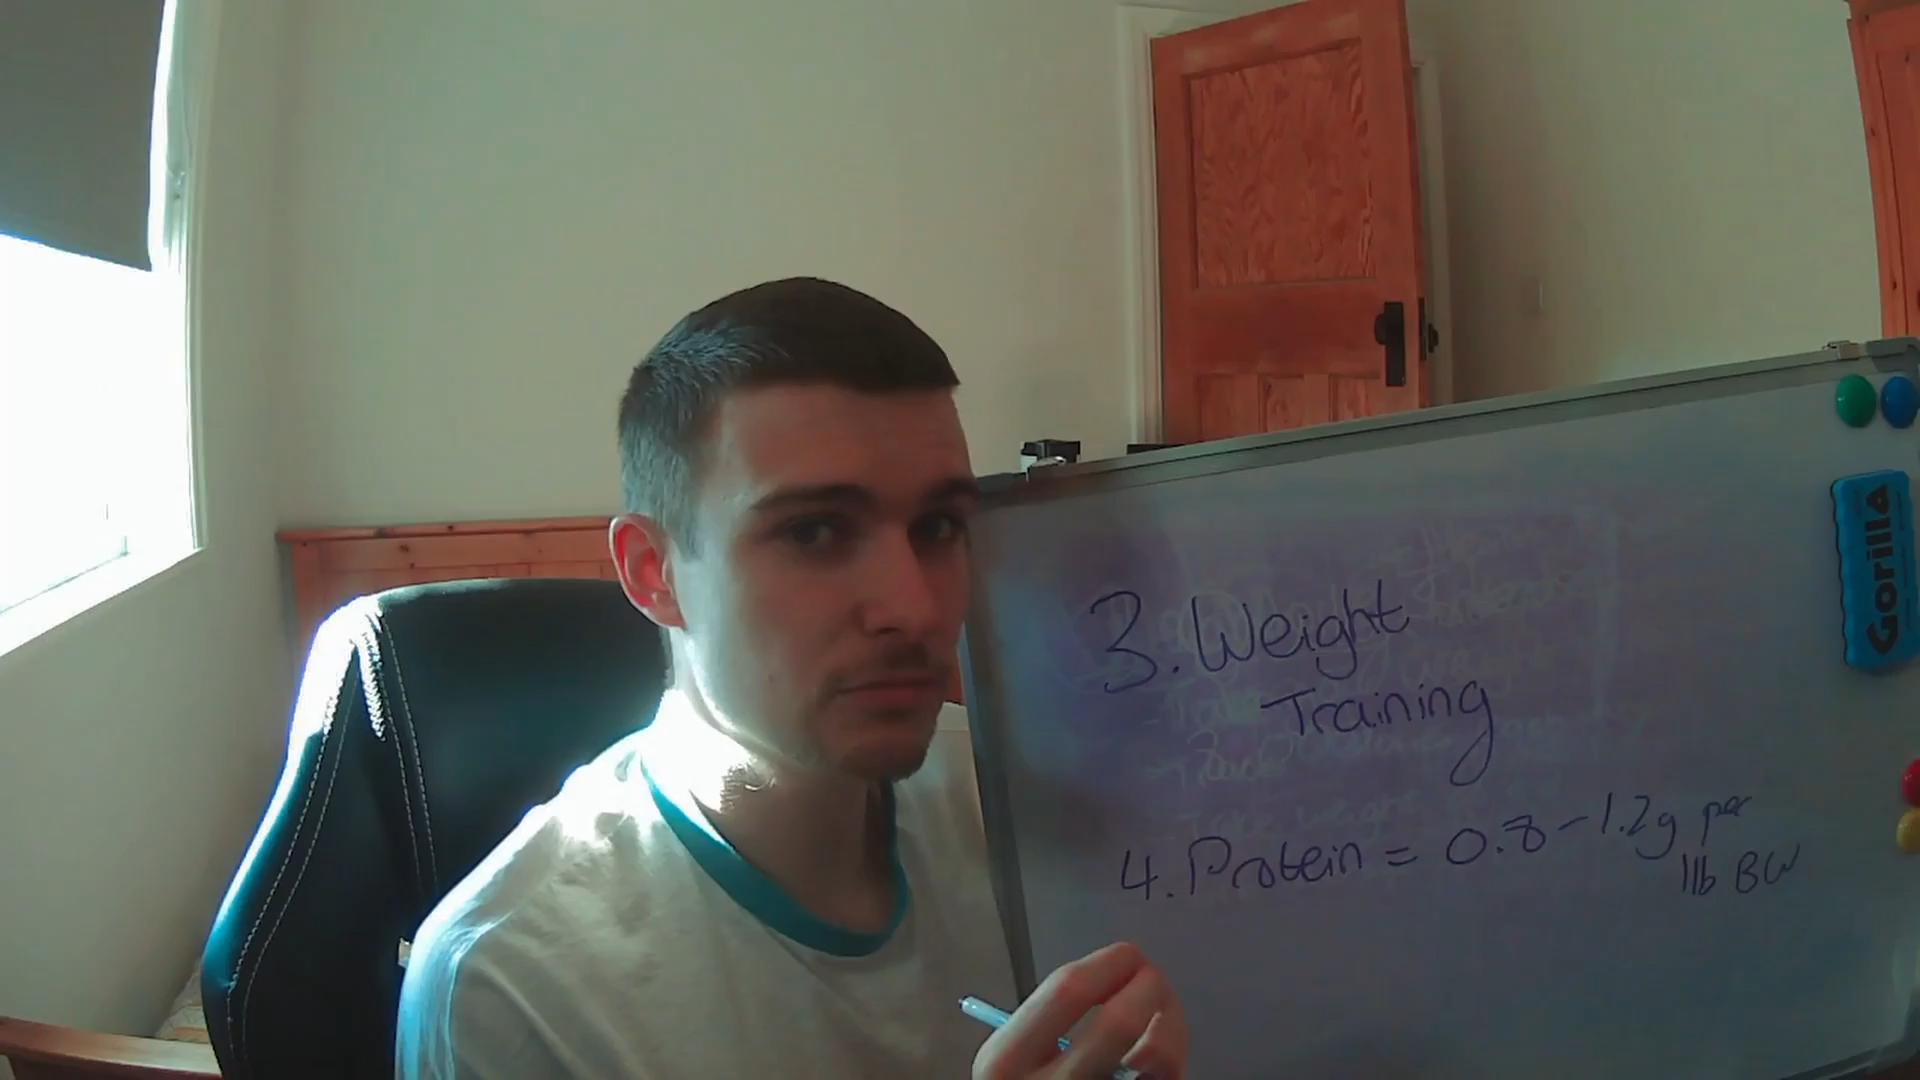 3. Weight
Training
4. Protein = 0.8-1.2g per
1lb BW
Gorilla